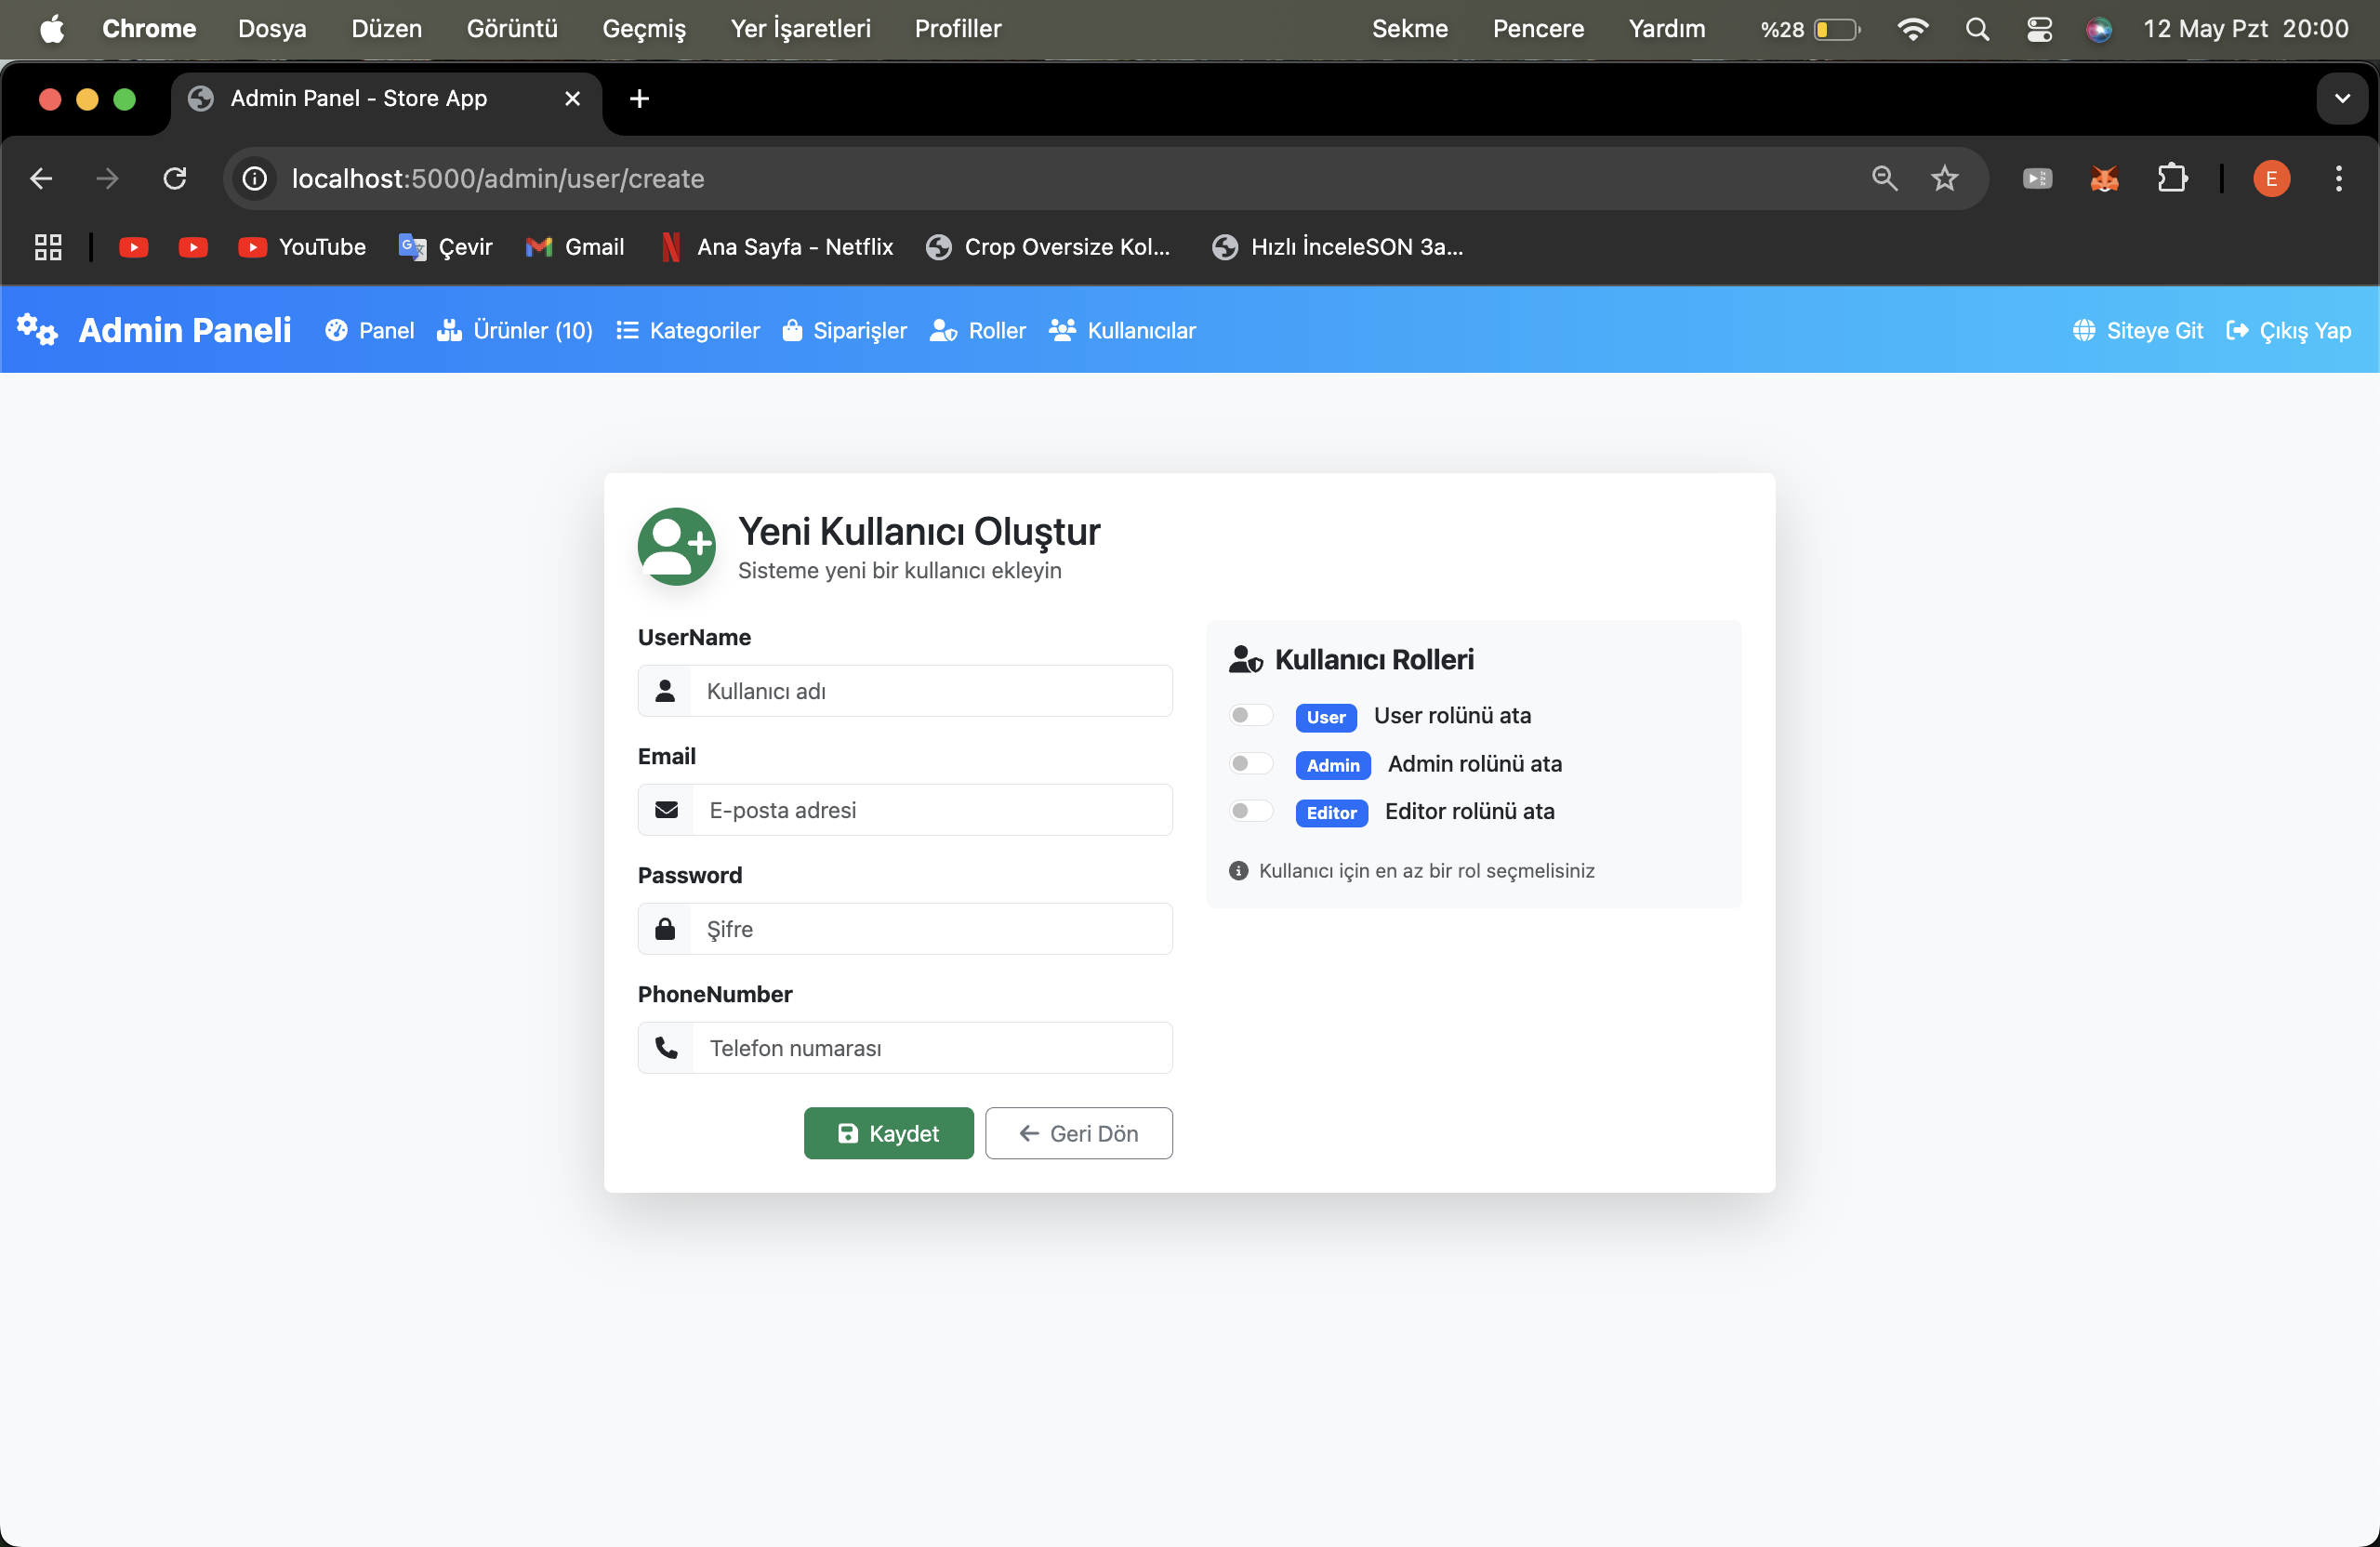 Chrome Dosya Düzen Görüntü Geçmiş Yer İşaretleri Profiller Sekme Pencere Yardım %28 12 May Pzt 20:00
Admin Panel - Store App
localhost:5000/admin/user/create E
YouTube Çevir Gmail Ana Sayfa - Netflix Crop Oversize Kol... Hızlı İnceleSON 3a...
Admin Paneli Panel Ürünler (10) Kategoriler Siparişler Roller Kullanıcılar Siteye Git Çıkış Yap
Yeni Kullanıcı Oluştur
Sisteme yeni bir kullanıcı ekleyin
UserName
Kullanıcı adı
Email
E-posta adresi
Password
Şifre
PhoneNumber
Telefon numarası
Kaydet Geri Dön
Kullanıcı Rolleri
User User rolünü ata
Admin Admin rolünü ata
Editor Editor rolünü ata
Kullanıcı için en az bir rol seçmelisiniz